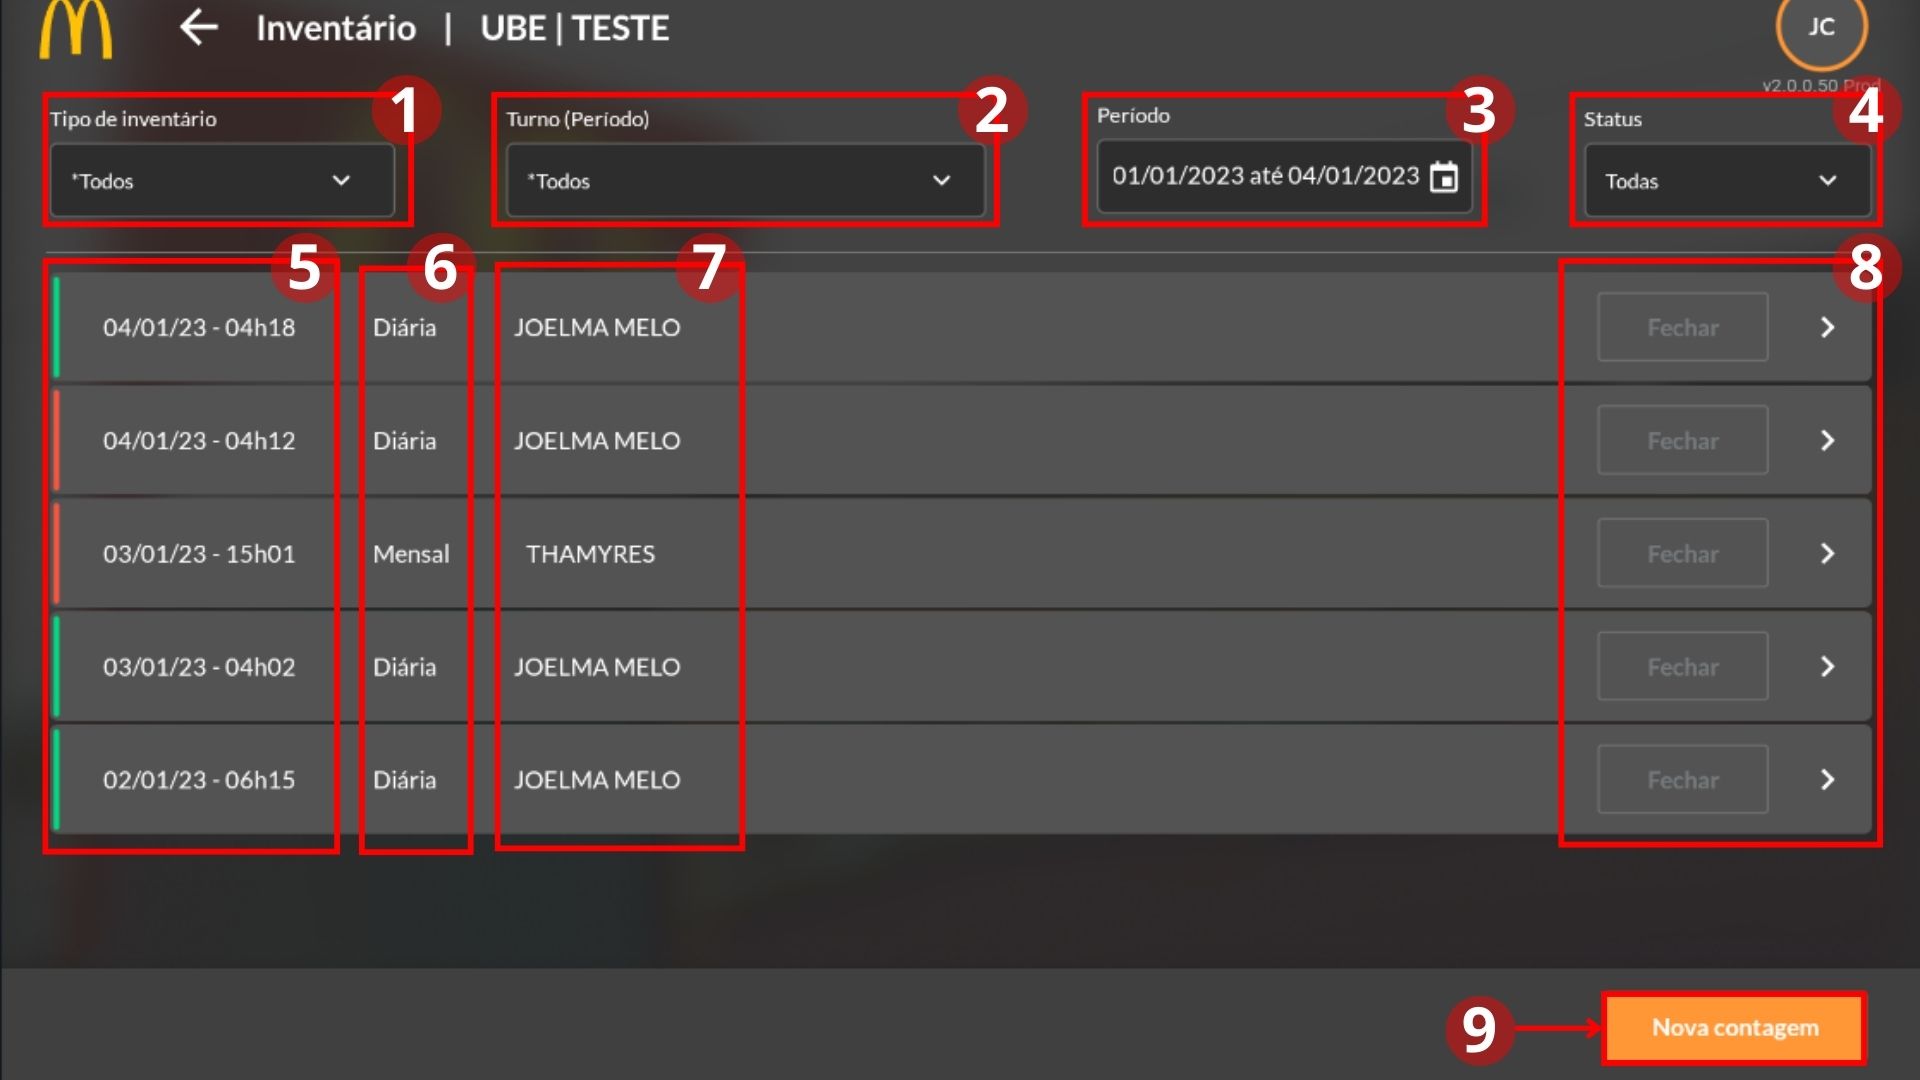 Inventário | UBE | TESTE
JC
v2.0.0.50 Prod
1
2
3
4
Tipo de inventário
Turno (Período)
Período
Status
*Todos
*Todos
01/01/2023 até 04/01/2023
Todas
5
6
7
8
04/01/23 - 04h18 Diária JOELMA MELO Fechar
04/01/23 - 04h12 Diária JOELMA MELO Fechar
03/01/23 - 15h01 Mensal THAMYRES Fechar
03/01/23 - 04h02 Diária JOELMA MELO Fechar
02/01/23 - 06h15 Diária JOELMA MELO Fechar
9
Nova contagem